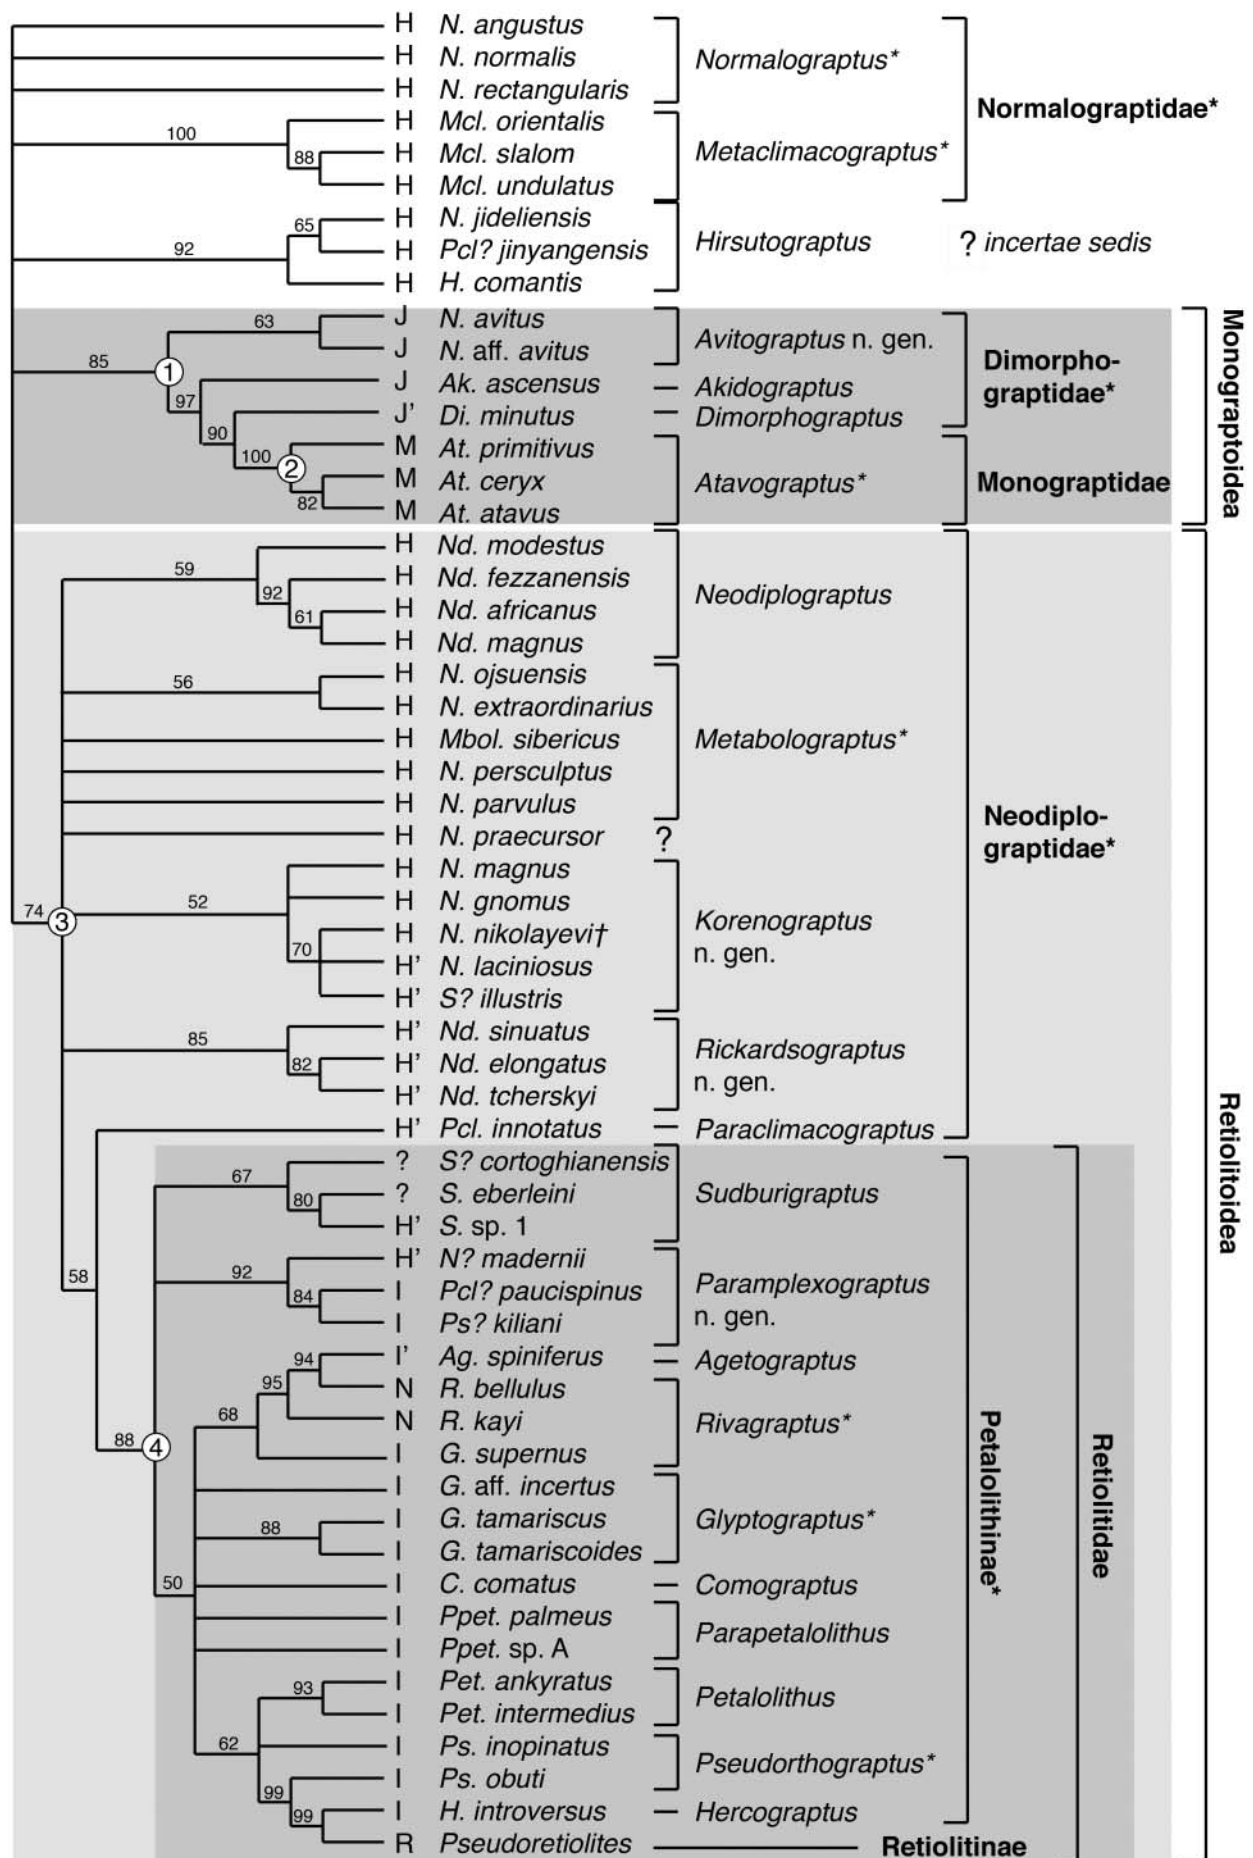 H N. angustus
H N. normalis
H N. rectangularis
Normalograptus*
100
H Mcl. orientalis
88
H Mcl. slalom
H Mcl. undulatus
Metaclimacograptus*
Normalograptidae*
H N. jideliensis
65
H Pcl? jinyangensis
92
H H. comantis
Hirsutograptus
? incertae sedis
J N. avitus
63
J N. aff. avitus
Avitograptus n. gen.
85
1
J Ak. ascensus
Akidograptus
97
J' Di. minutus
Dimorphograptus
Dimorpho-
graptidae*
90
M At. primitivus
100
2
M At. ceryx
82
M At. atavus
Atavograptus*
Monograptidae
Monograptoidea
H Nd. modestus
59
H Nd. fezzanensis
92
H Nd. africanus
61
H Nd. magnus
Neodiplograptus
H N. ojsuensis
56
H N. extraordinarius
H Mbol. sibericus
H N. persculptus
H N. parvulus
Metabolograptus*
H N. praecursor ?
Neodiplo-
graptidae*
H N. magnus
74
3
52
H N. gnomus
H N. nikolayevi†
70
H' N. laciniosus
H' S? illustris
Korenograptus
n. gen.
H' Nd. sinuatus
85
H' Nd. elongatus
82
H' Nd. tcherskyi
Rickardsograptus
n. gen.
H' Pcl. innotatus
Paraclimacograptus
Retiolitoidea
? S? cortoghianensis
67
? S. eberleini
80
H' S. sp. 1
Sudburigraptus
H' N? madernii
58
92
I Pcl? paucispinus
84
I Ps? kiliani
Paramplexograptus
n. gen.
I' Ag. spiniferus
Agetograptus
94
N R. bellulus
95
N R. kayi
68
I G. supernus
Rivagraptus*
88
4
I G. aff. incertus
I G. tamariscus
88
I G. tamariscoides
Glyptograptus*
50
I C. comatus
Comograptus
I Ppet. palmeus
I Ppet. sp. A
Parapetalolithus
I Pet. ankyratus
93
I Pet. intermedius
Petalolithus
62
I Ps. inopinatus
I Ps. obuti
Pseudorthograptus*
99
I H. introversus
Hercograptus
99
R Pseudoretiolites
Retiolitinae
Petalolithinae*
Retiolitidae